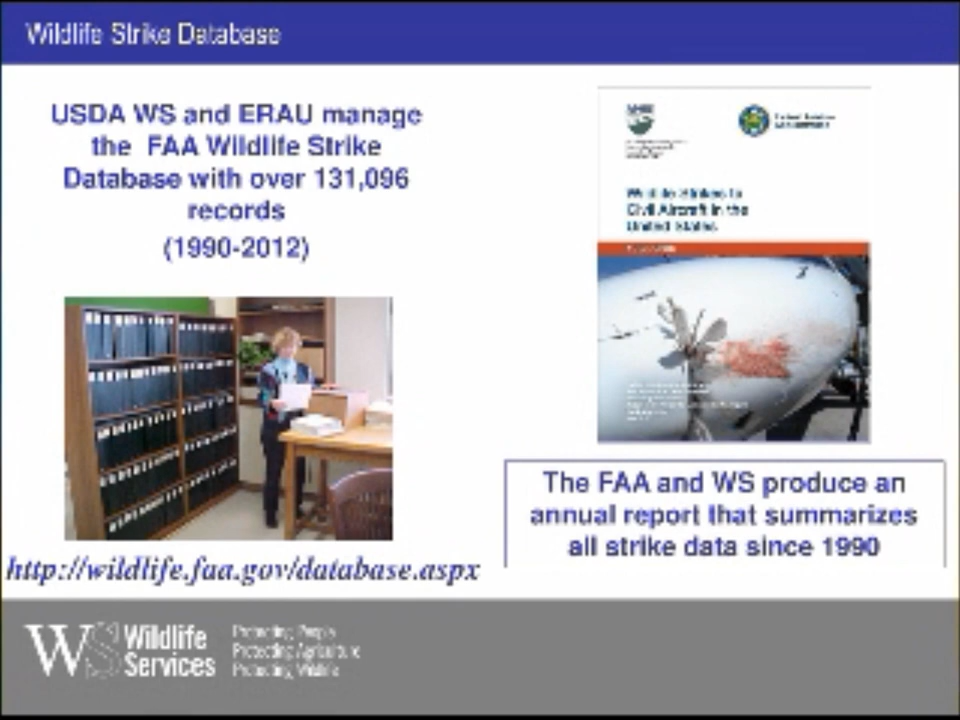 Wildlife Strike Database
USDA WS and ERAU manage
the FAA Wildlife Strike
Database with over 131,096
records
(1990-2012)
http://wildlife.faa.gov/database.aspx
Wildlife Strikes to
Civil Aircraft in the
United States
The FAA and WS produce an
annual report that summarizes
all strike data since 1990
WS Wildlife
Services
Protecting People
Protecting Agriculture
Protecting Wildlife